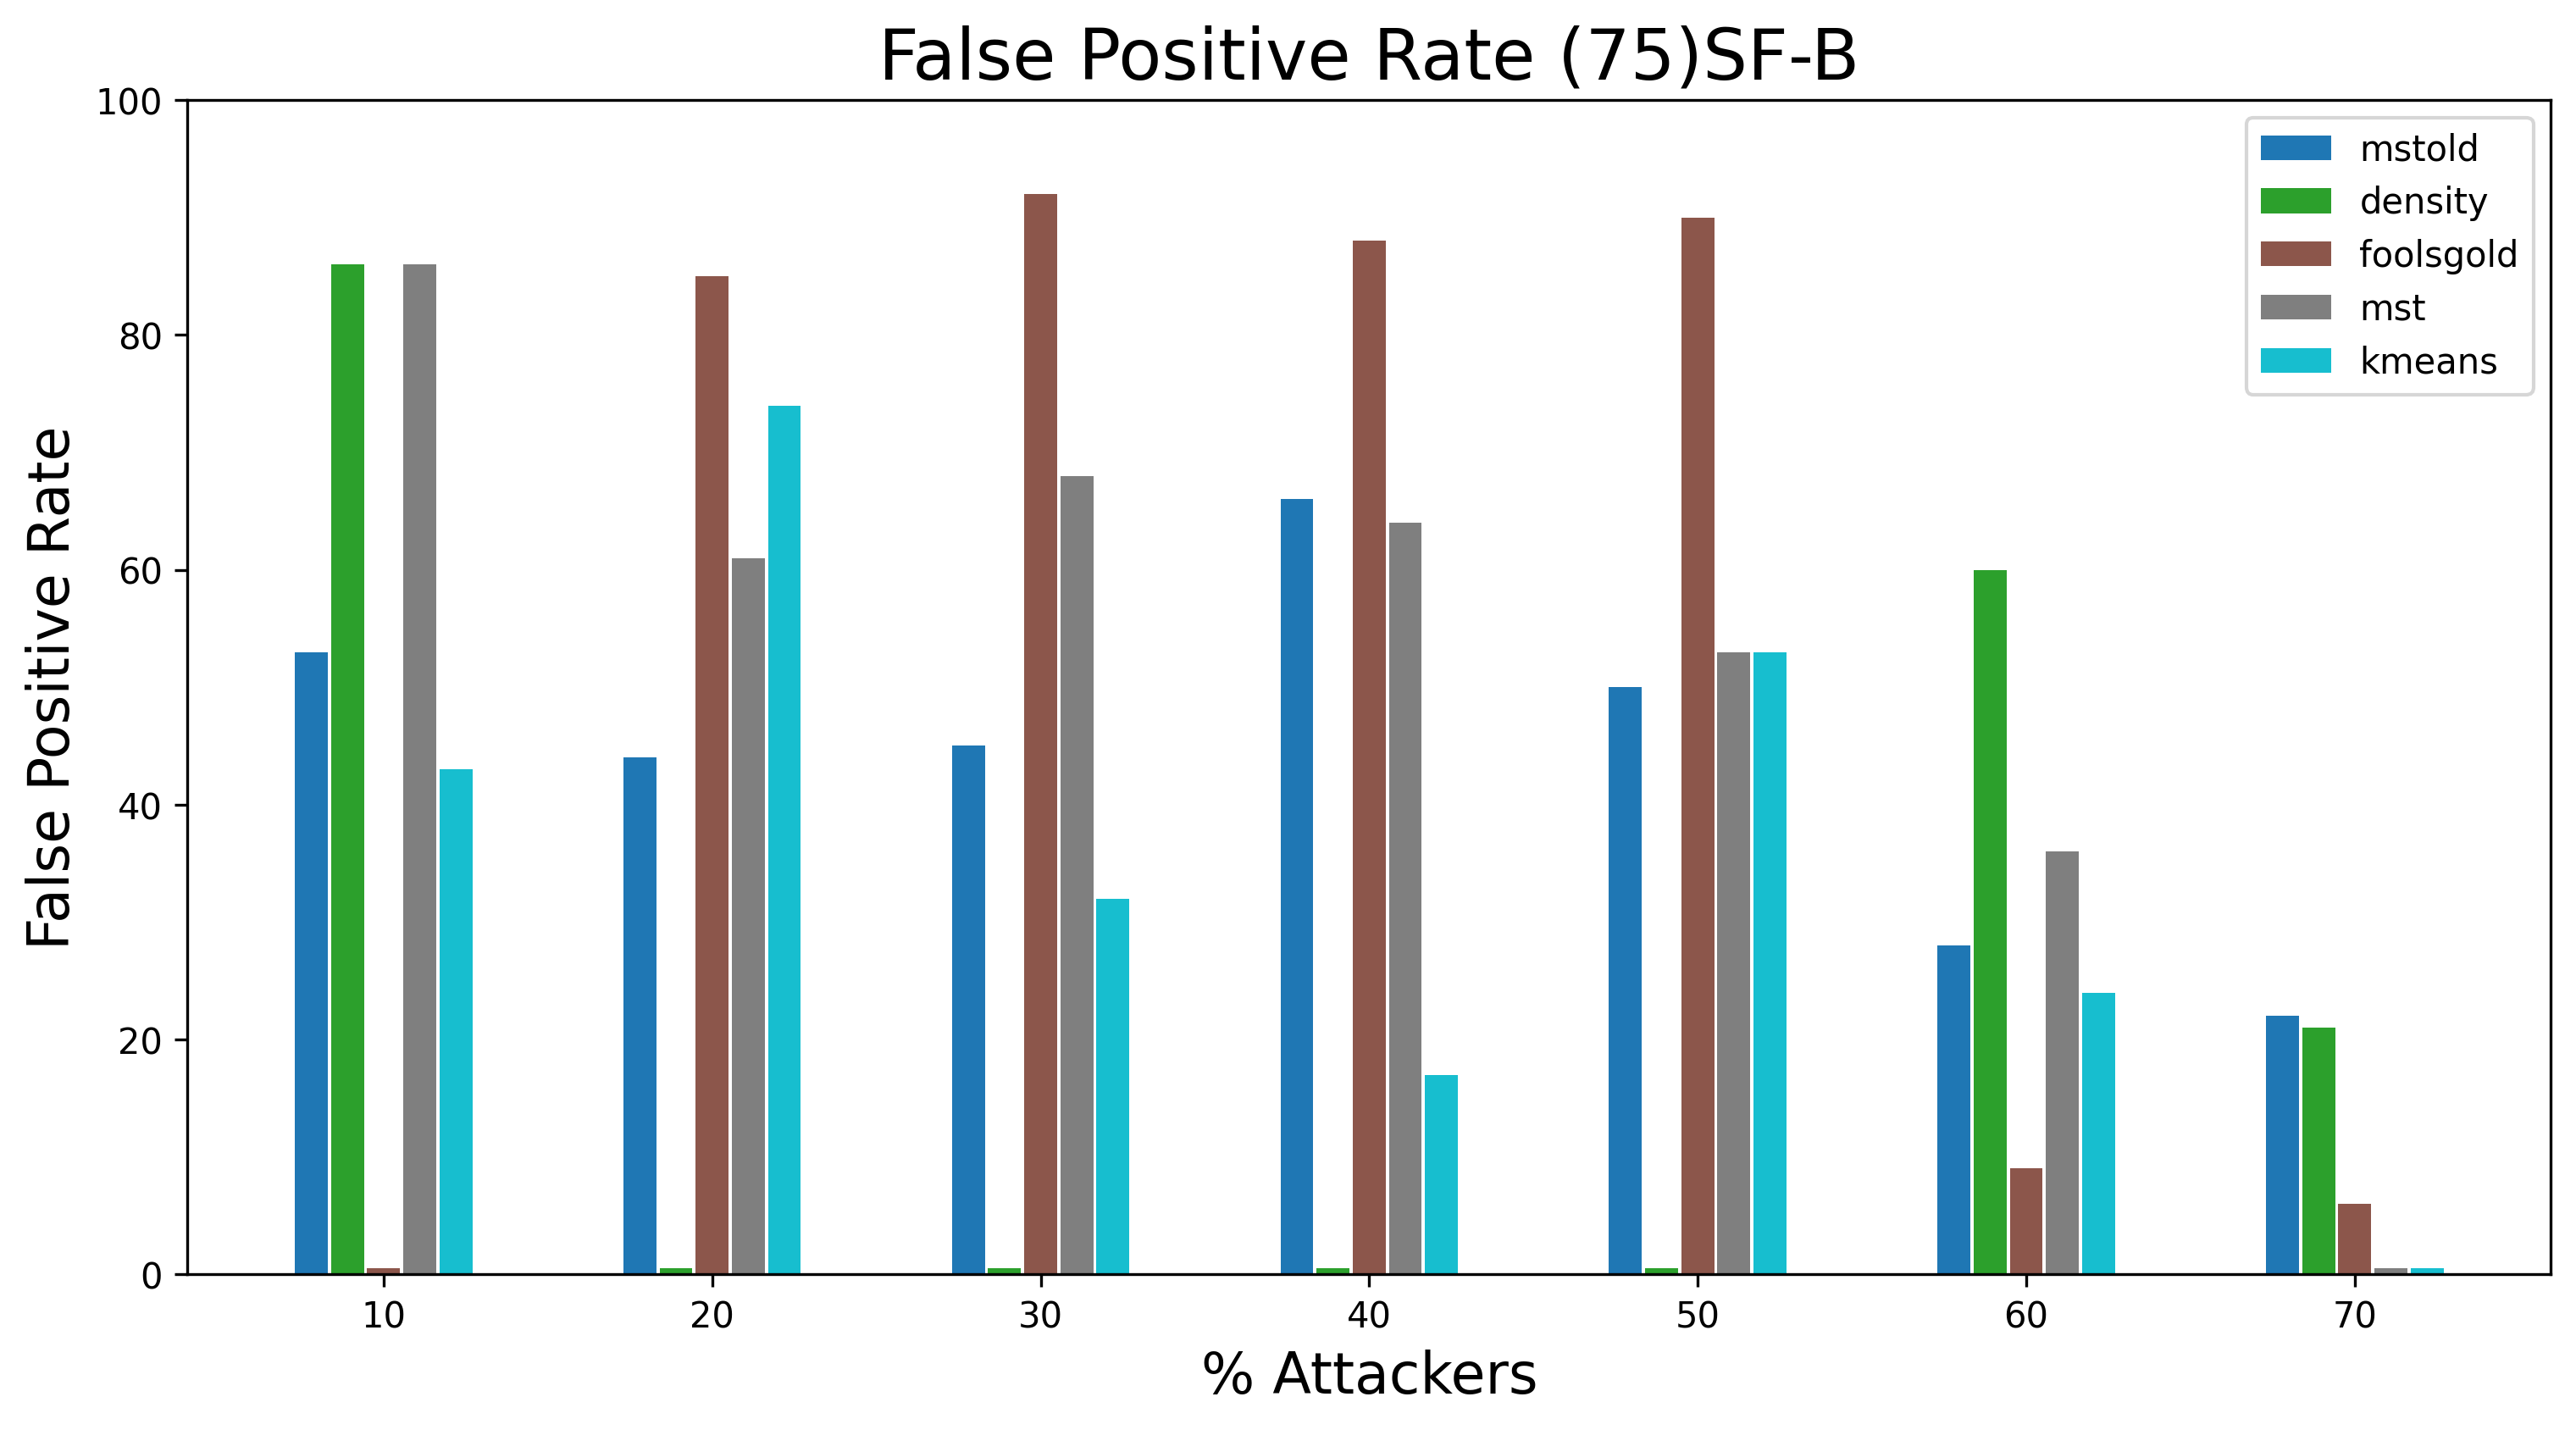 False Positive Rate (75)SF-B
False Positive Rate
100
80
60
40
20
0
mstold
density
foolsgold
mst
kmeans
10 20 30 40 50 60 70
% Attackers